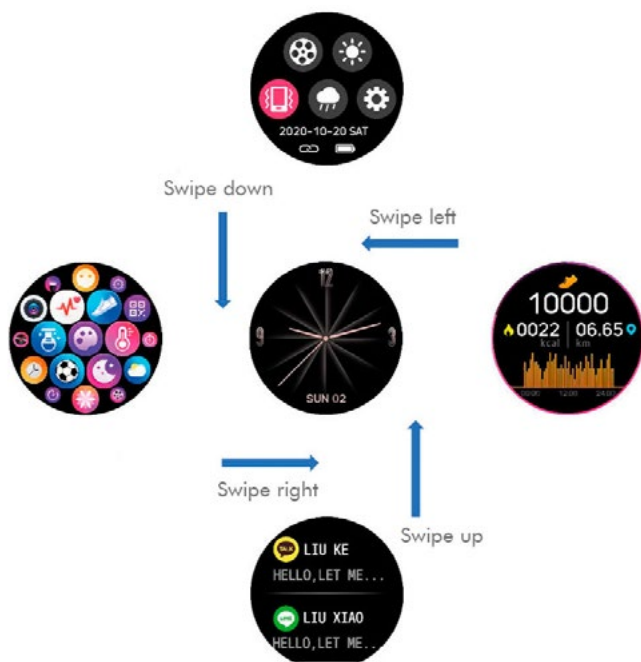 2020-10-20 SAT
Swipe down
Swipe left
12
9
3
SUN 02
10000
0022
06.65
kcal
km
00:00 12:00 24:00
Swipe right
Swipe up
TALK
LIU KE
HELLO,LET ME...
LINE
LIU XIAO
HELLO,LET ME...